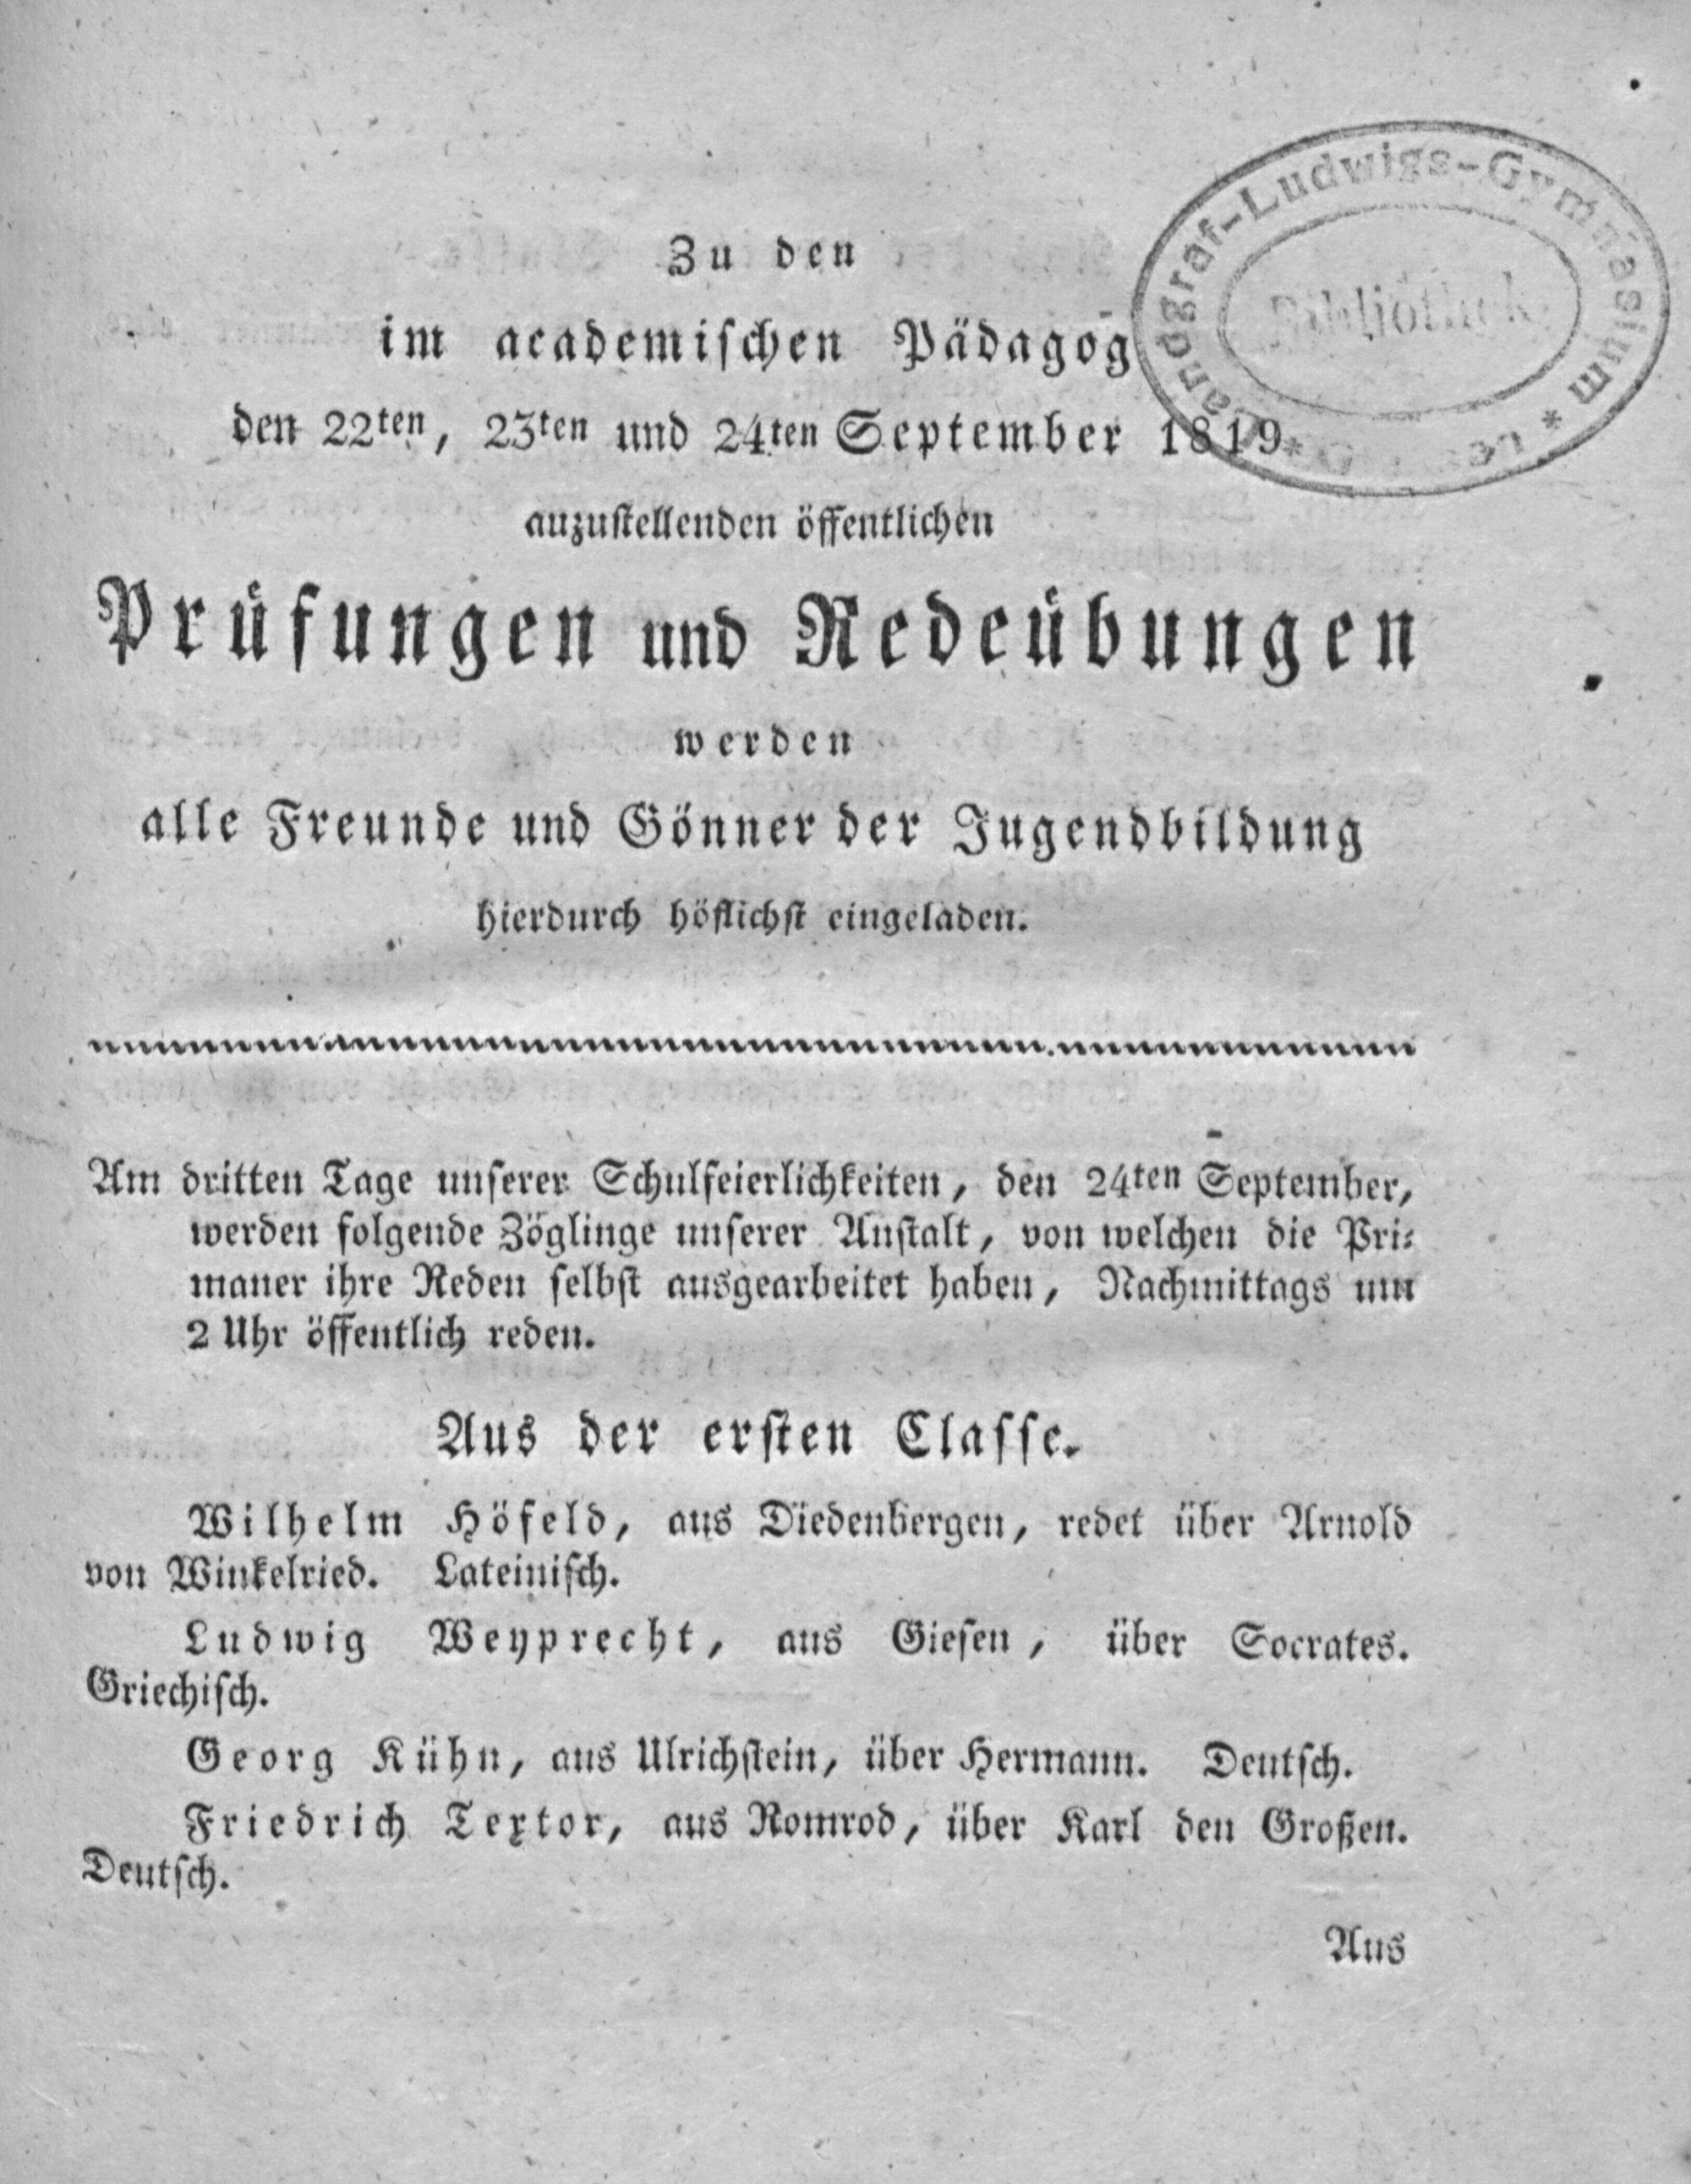 Zu den
im academischen Pädagog
den 22ten, 23ten und 24ten September 1819
anzustellenden öffentlichen
Prüfungen und Redeübungen
werden
alle Freunde und Gönner der Jugendbildung
hierdurch höflichst eingeladen.
Landgraf-Ludwigs-Gymnasium
Bibliothek
Am dritten Tage unserer Schulfeierlichkeiten, den 24ten September,
werden folgende Zöglinge unserer Anstalt, von welchen die Pri-
maner ihre Reden selbst ausgearbeitet haben, Nachmittags um
2 Uhr öffentlich reden.
Aus der ersten Classe.
Wilhelm Höfeld, aus Diedenbergen, redet über Arnold
von Winkelried. Lateinisch.
Ludwig Weyprecht, aus Giesen, über Socrates.
Griechisch.
Georg Kühn, aus Ulrichstein, über Hermann. Deutsch.
Friedrich Textor, aus Romrod, über Karl den Großen.
Deutsch.
Aus